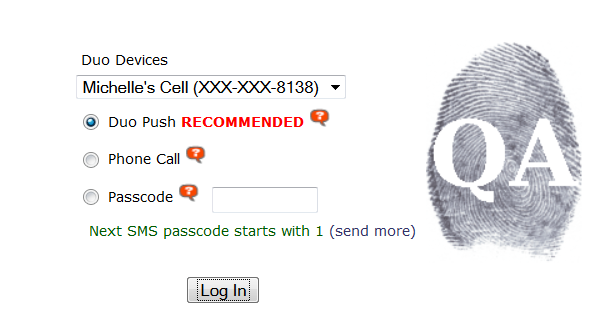 Duo Devices
Michelle's Cell (XXX-XXX-8138)
Duo Push RECOMMENDED ?
Phone Call ?
Passcode ?
Next SMS passcode starts with 1 (send more)
Log In
QA